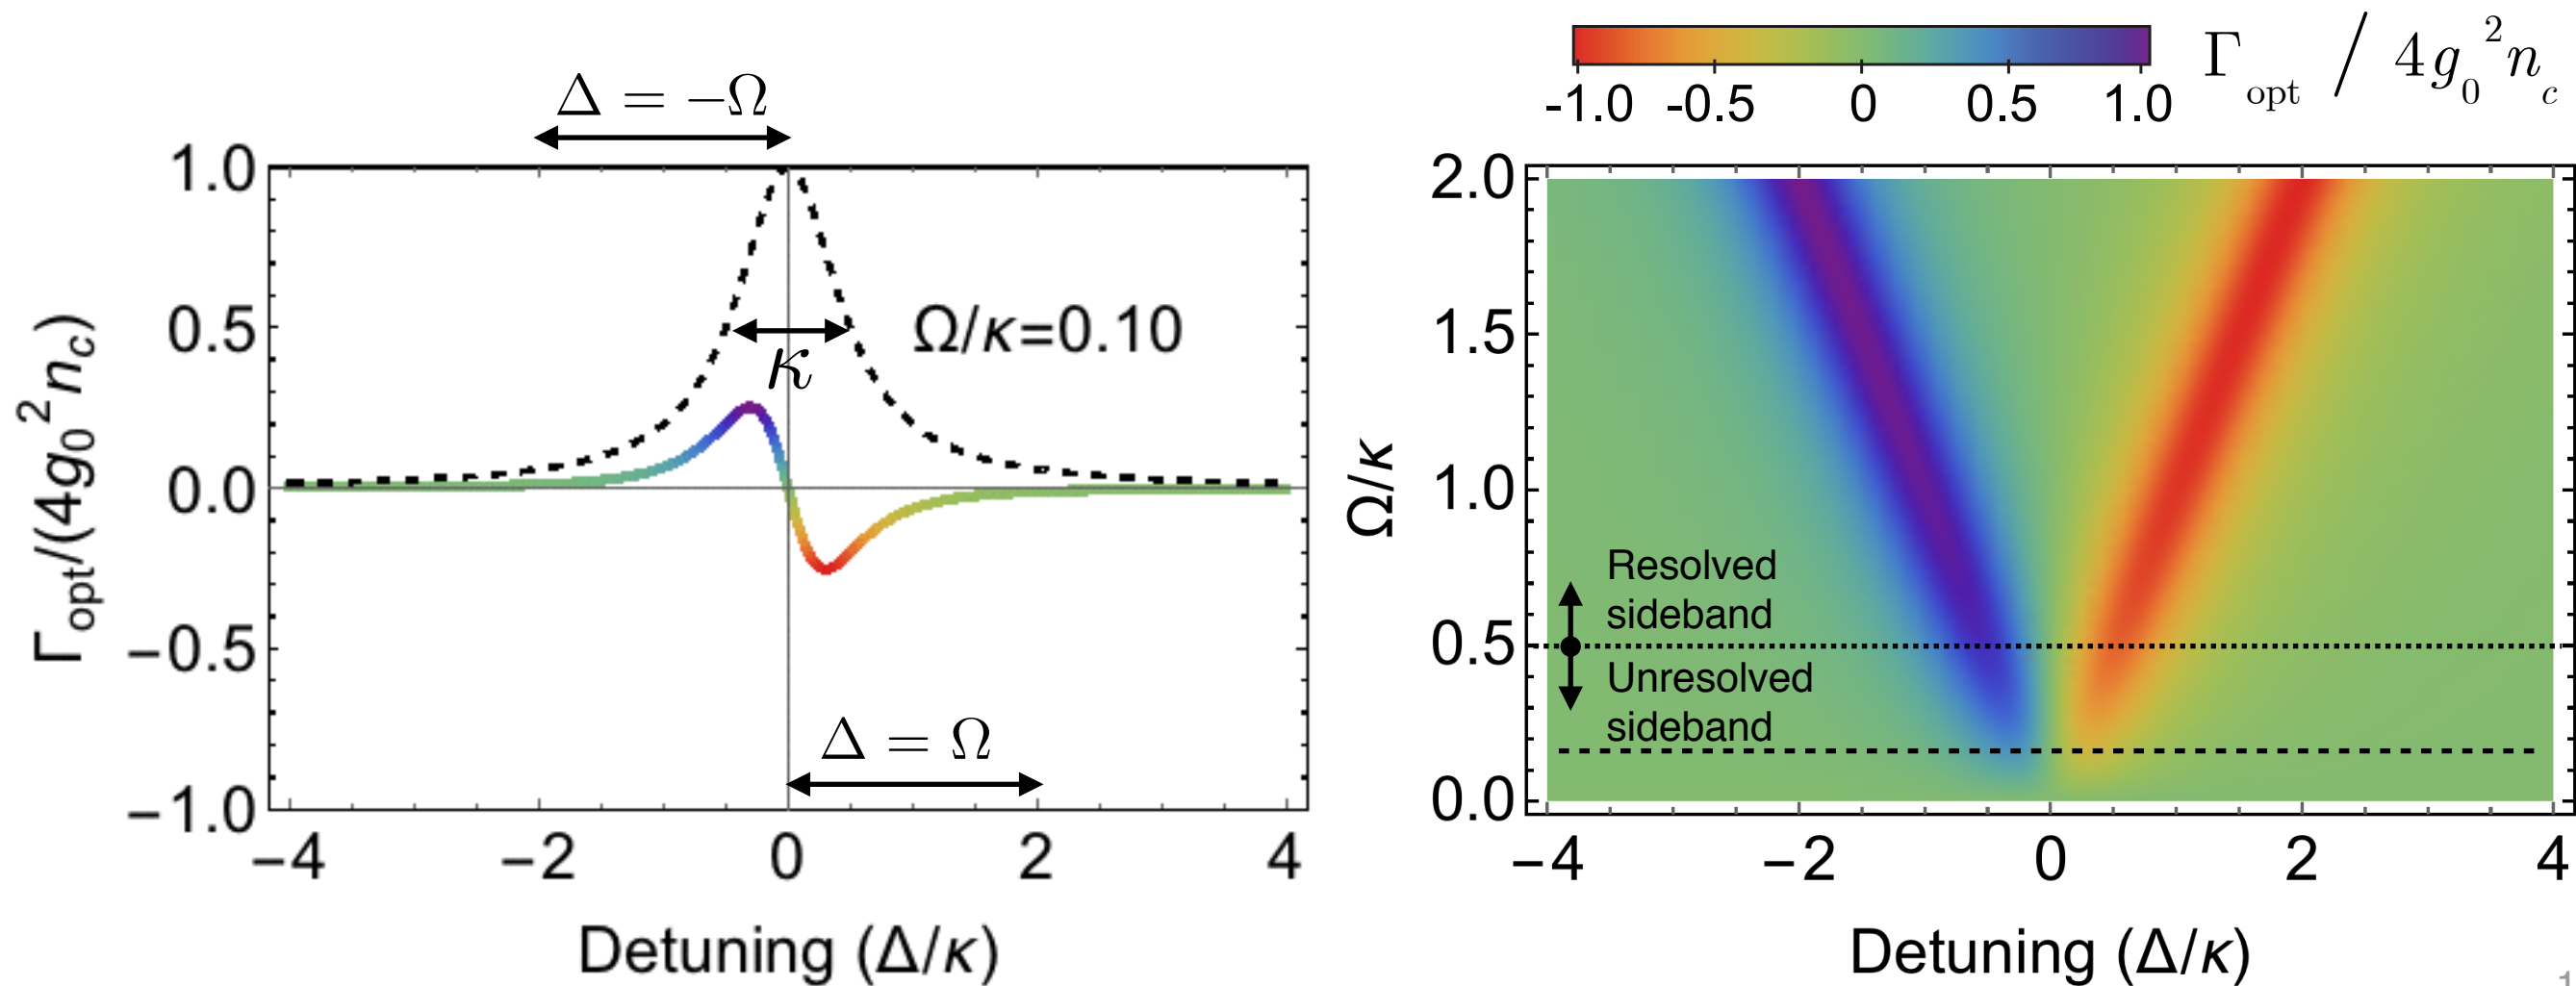 Δ = −Ω
1.0
0.5
0.0
−0.5
−1.0
Γopt/(4g₀²n_c)
Ω/κ=0.10
κ
Δ = Ω
−4 −2 0 2 4
Detuning (Δ/κ)
-1.0 -0.5 0 0.5 1.0
Γopt / 4g₀²n_c
2.0
1.5
1.0
0.5
0.0
Ω/κ
Resolved
sideband
Unresolved
sideband
−4 −2 0 2 4
Detuning (Δ/κ)